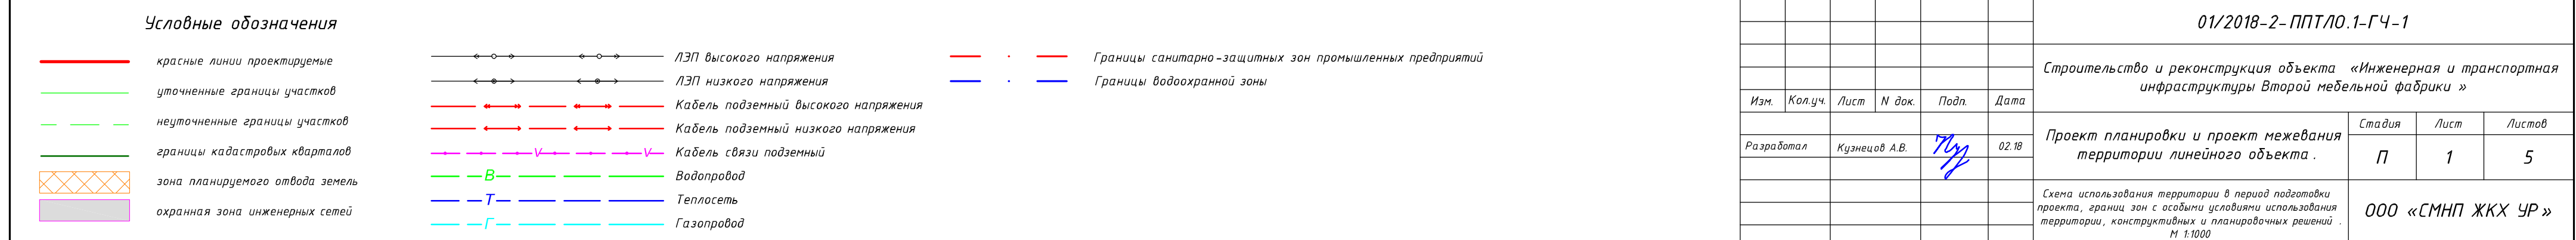 Условные обозначения
красные линии проектируемые
уточненные границы участков
неуточненные границы участков
границы кадастровых кварталов
зона планируемого отвода земель
охранная зона инженерных сетей
ЛЭП высокого напряжения
ЛЭП низкого напряжения
Кабель подземный высокого напряжения
Кабель подземный низкого напряжения
V V Кабель связи подземный
В Водопровод
Т Теплосеть
Г Газопровод
Границы санитарно-защитных зон промышленных предприятий
Границы водоохранной зоны
01/2018-2-ППТЛО.1-ГЧ-1
Строительство и реконструкция объекта «Инженерная и транспортная
инфраструктуры Второй мебельной фабрики »
Изм. Кол.уч. Лист N док. Подп. Дата
Разработал Кузнецов А.В. 02.18
Проект планировки и проект межевания
территории линейного объекта .
Стадия Лист Листов
П 1 5
Схема использования территории в период подготовки
проекта, границ зон с особыми условиями использования
территории, конструктивных и планировочных решений .
М 1:1000
ООО «СМНП ЖКХ УР»